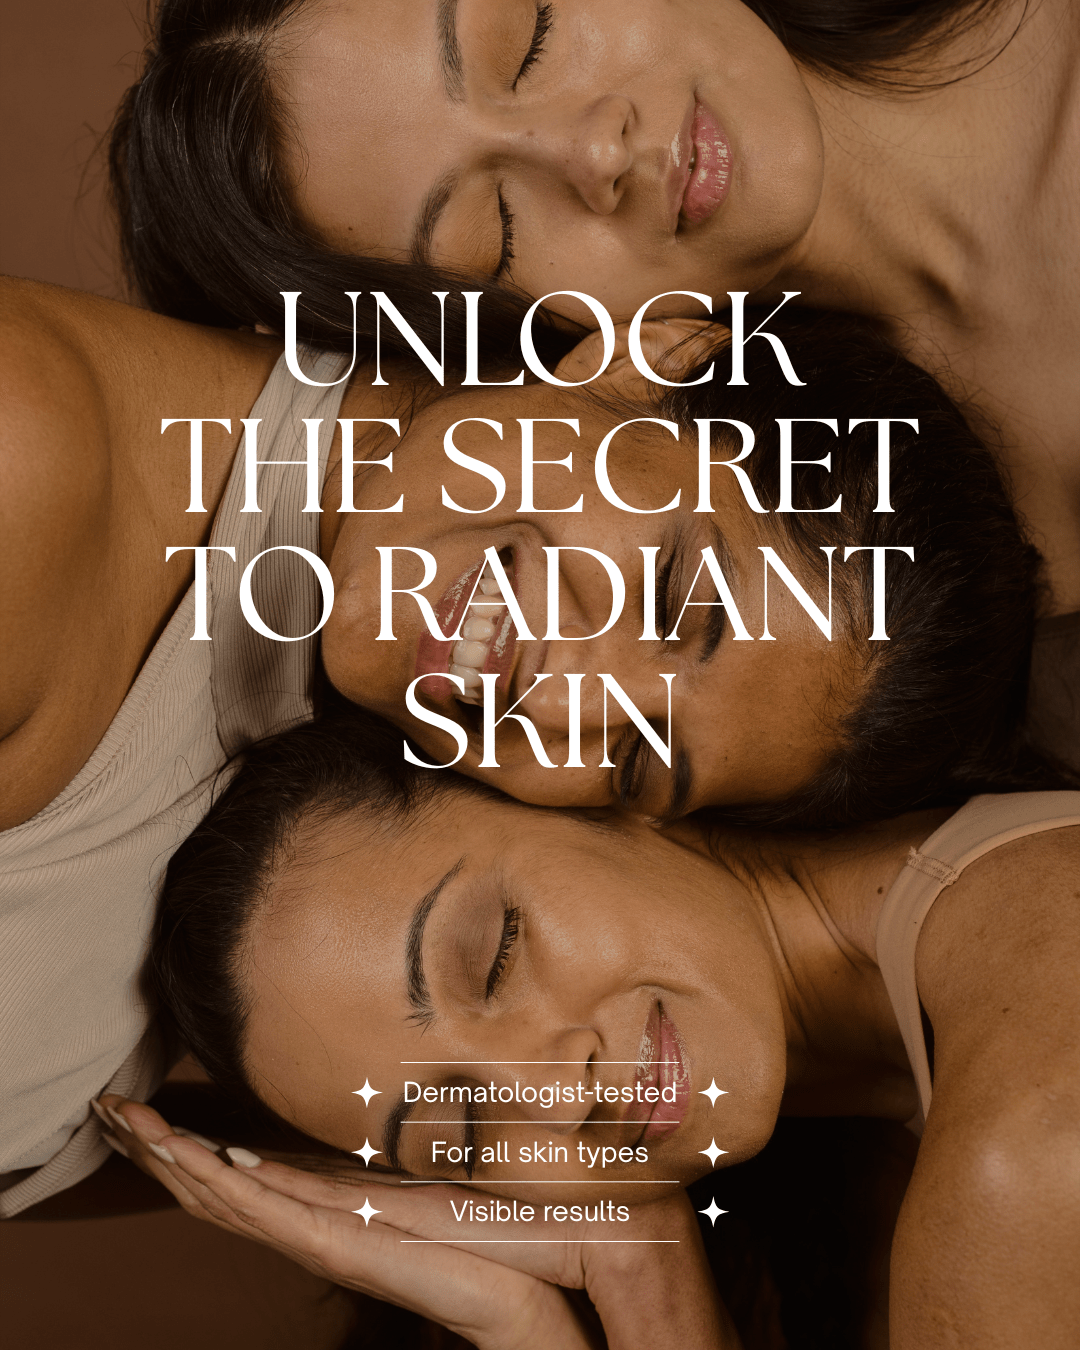 UNLOCK
THE SECRET
TO RADIANT
SKIN
Dermatologist-tested
For all skin types
Visible results